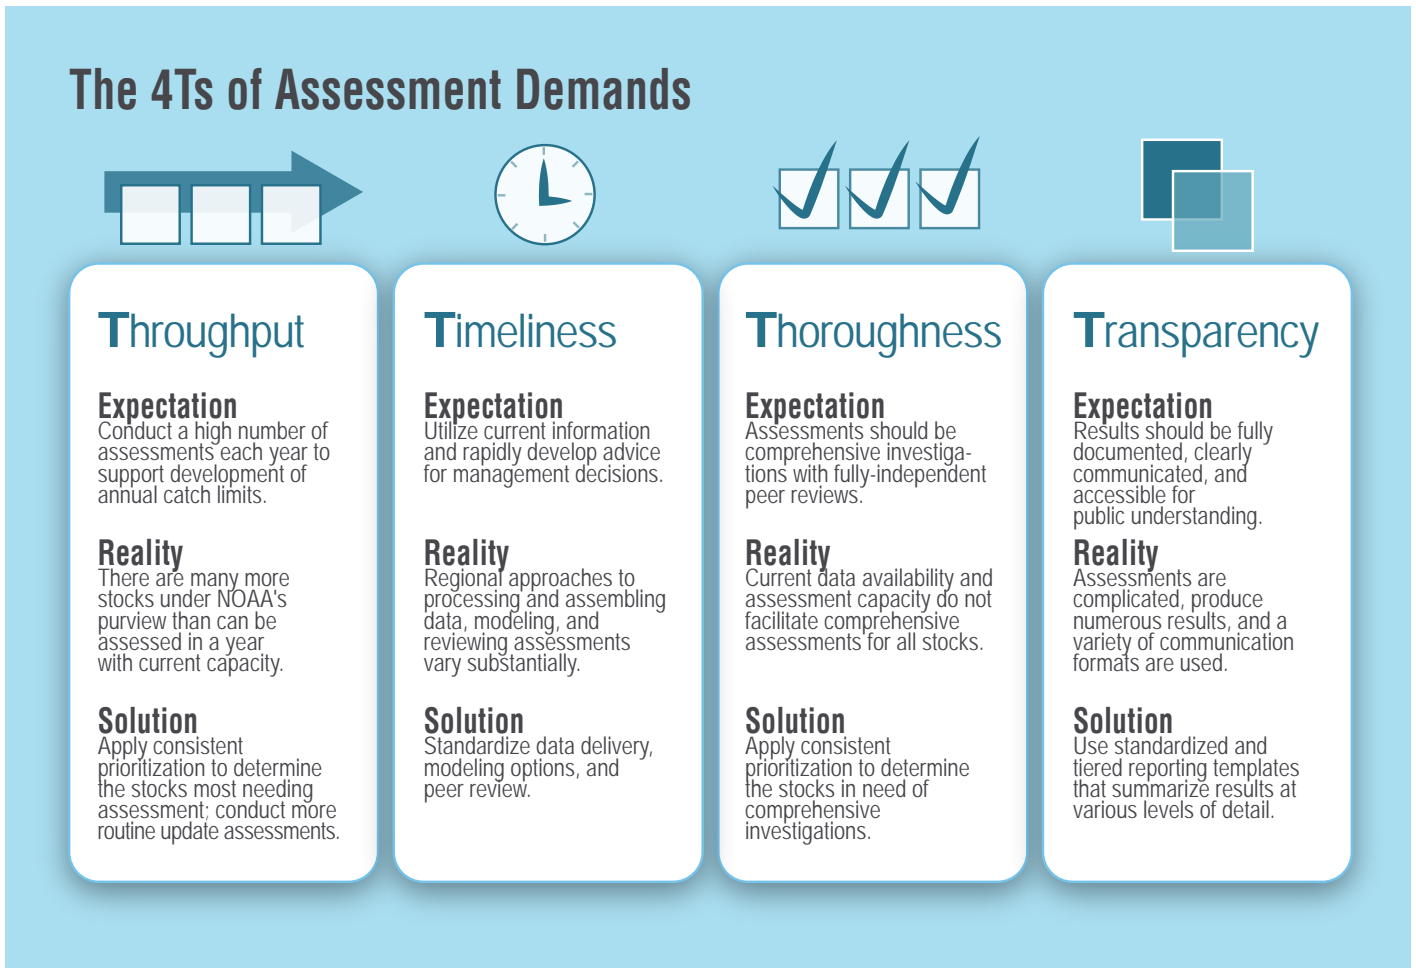 The 4Ts of Assessment Demands
Throughput
Expectation
Conduct a high number of
assessments each year to
support development of
annual catch limits.
Reality
There are many more
stocks under NOAA's
purview than can be
assessed in a year
with current capacity.
Solution
Apply consistent
prioritization to determine
the stocks most needing
assessment; conduct more
routine update assessments.
Timeliness
Expectation
Utilize current information
and rapidly develop advice
for management decisions.
Reality
Regional approaches to
processing and assembling
data, modeling, and
reviewing assessments
vary substantially.
Solution
Standardize data delivery,
modeling options, and
peer review.
Thoroughness
Expectation
Assessments should be
comprehensive investiga-
tions with fully-independent
peer reviews.
Reality
Current data availability and
assessment capacity do not
facilitate comprehensive
assessments for all stocks.
Solution
Apply consistent
prioritization to determine
the stocks in need of
comprehensive
investigations.
Transparency
Expectation
Results should be fully
documented, clearly
communicated, and
accessible for
public understanding.
Reality
Assessments are
complicated, produce
numerous results, and a
variety of communication
formats are used.
Solution
Use standardized and
tiered reporting templates
that summarize results at
various levels of detail.